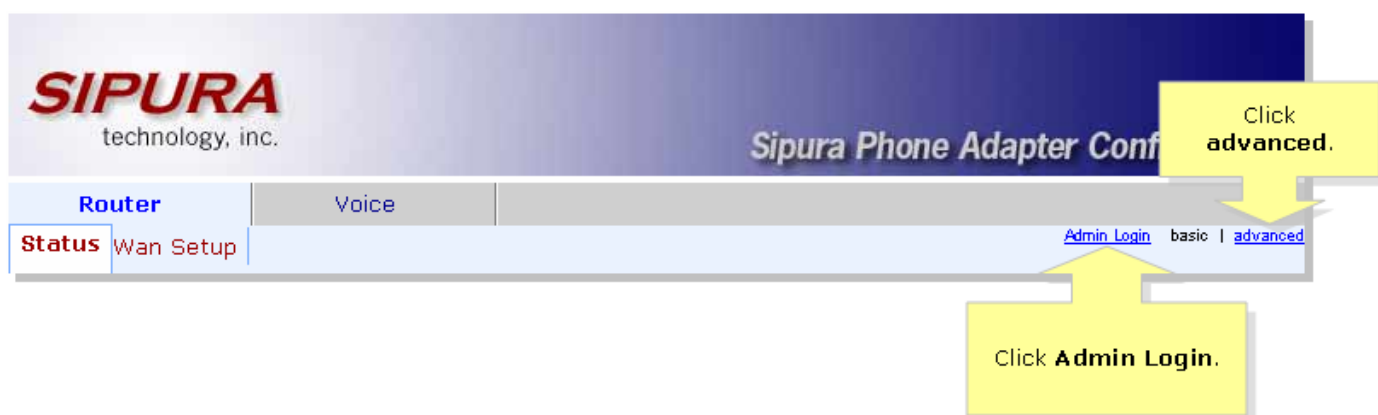 SIPURA
technology, inc.
Sipura Phone Adapter Conf
Click
advanced.
Router Voice
Status Wan Setup Admin Login basic | advanced
Click Admin Login.